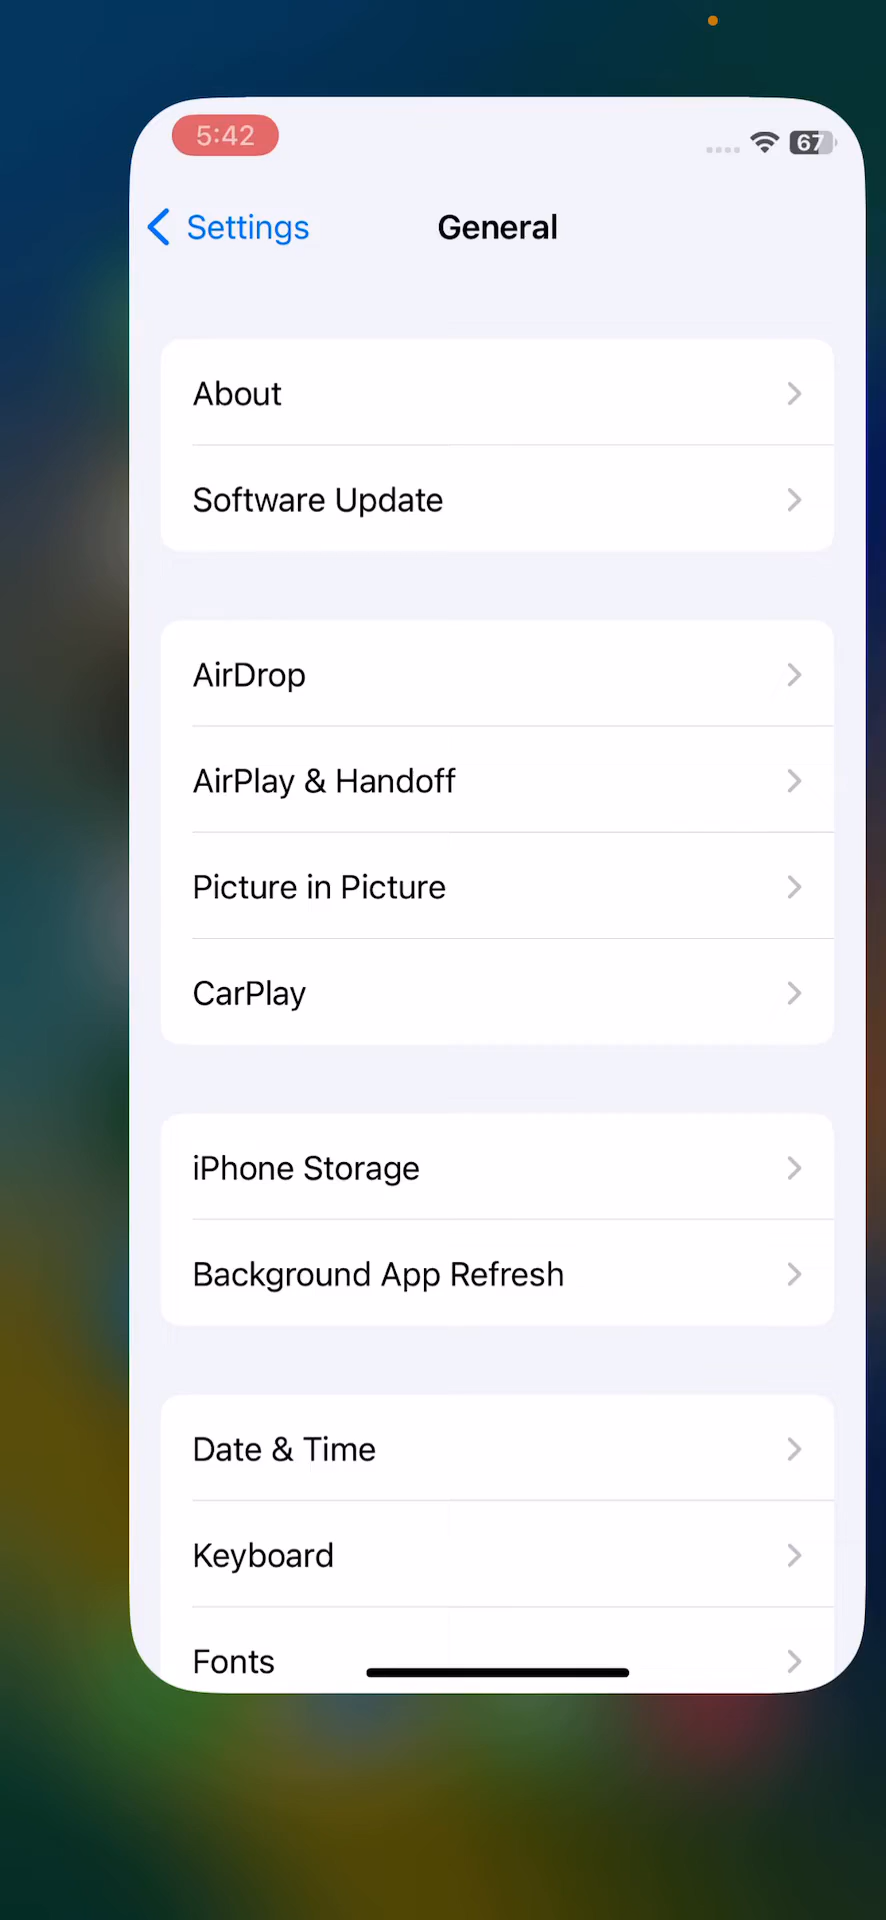 5:42
67
Settings
General
About
Software Update
AirDrop
AirPlay & Handoff
Picture in Picture
CarPlay
iPhone Storage
Background App Refresh
Date & Time
Keyboard
Fonts